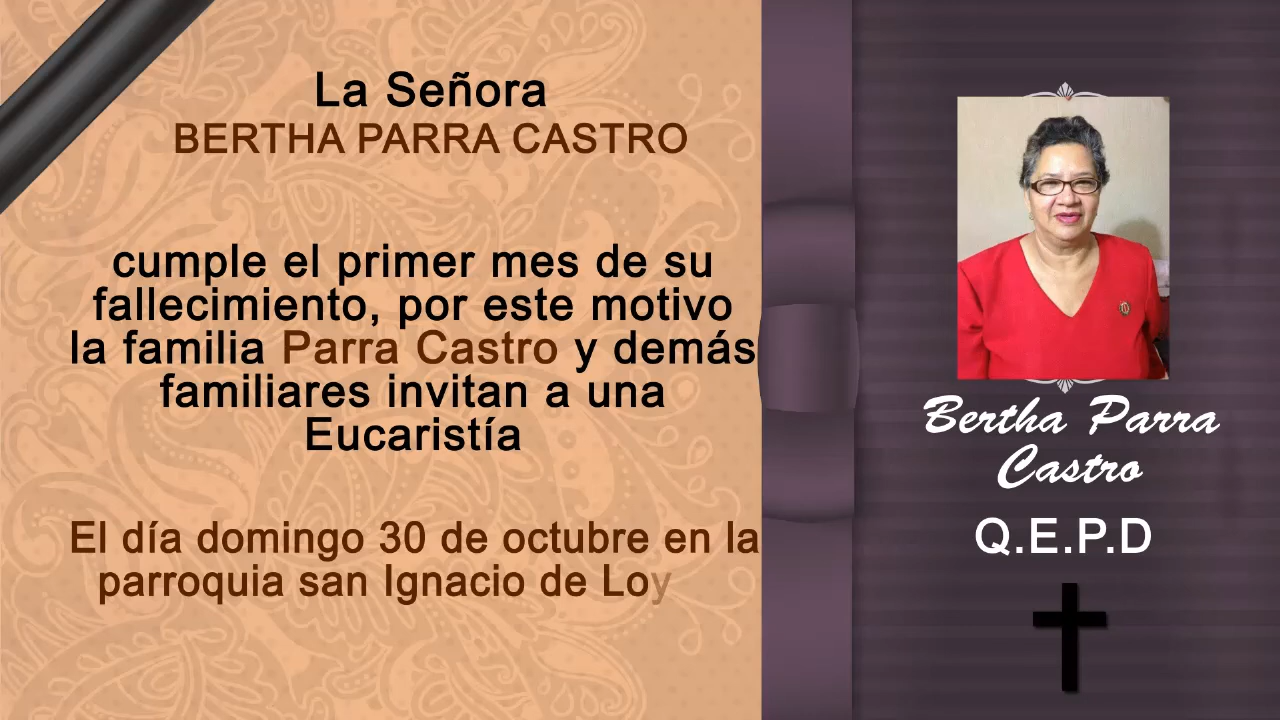 La Señora
BERTHA PARRA CASTRO
cumple el primer mes de su
fallecimiento, por este motivo
la familia Parra Castro y demás
familiares invitan a una
Eucaristía
El día domingo 30 de octubre en la
parroquia san Ignacio de Loy
Bertha Parra
Castro
Q.E.P.D